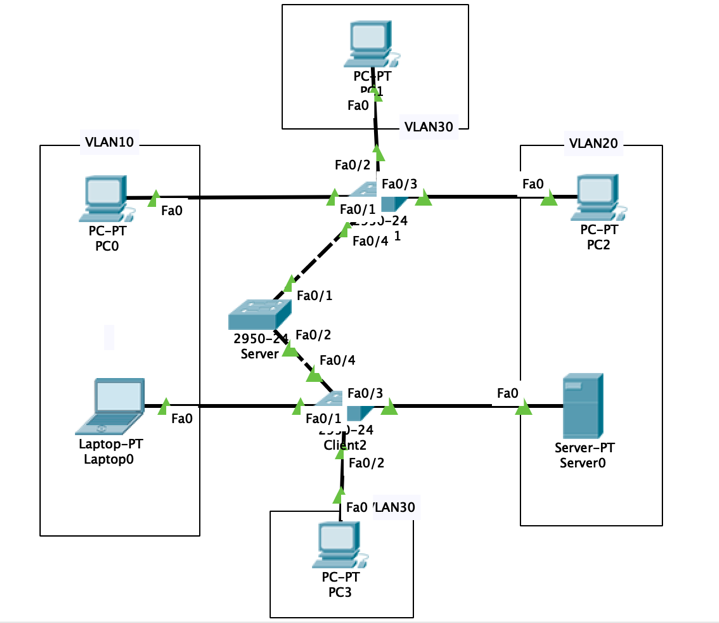 PC-PT
Fa0
VLAN30
VLAN10
VLAN20
Fa0/2
Fa0/3
Fa0
Fa0
PC-PT
PC0
Fa0/1
Fa0/4
1
PC-PT
PC2
Fa0/1
2950-24
Server
Fa0/2
Fa0/4
Fa0/3
Fa0
Fa0
Fa0/1
Laptop-PT
Laptop0
Client2
Server-PT
Server0
Fa0/2
Fa0
PC-PT
PC3